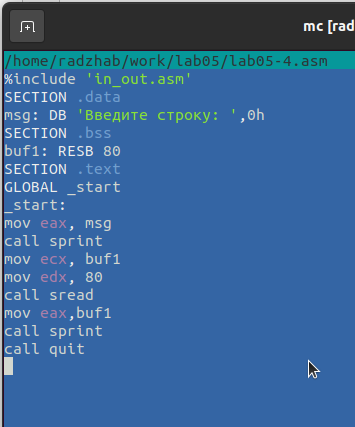 mc [rad
/home/radzhab/work/lab05/lab05-4.asm
%include 'in_out.asm'
SECTION .data
msg: DB 'Введите строку: ',0h
SECTION .bss
buf1: RESB 80
SECTION .text
GLOBAL _start
_start:
mov eax, msg
call sprint
mov ecx, buf1
mov edx, 80
call sread
mov eax,buf1
call sprint
call quit